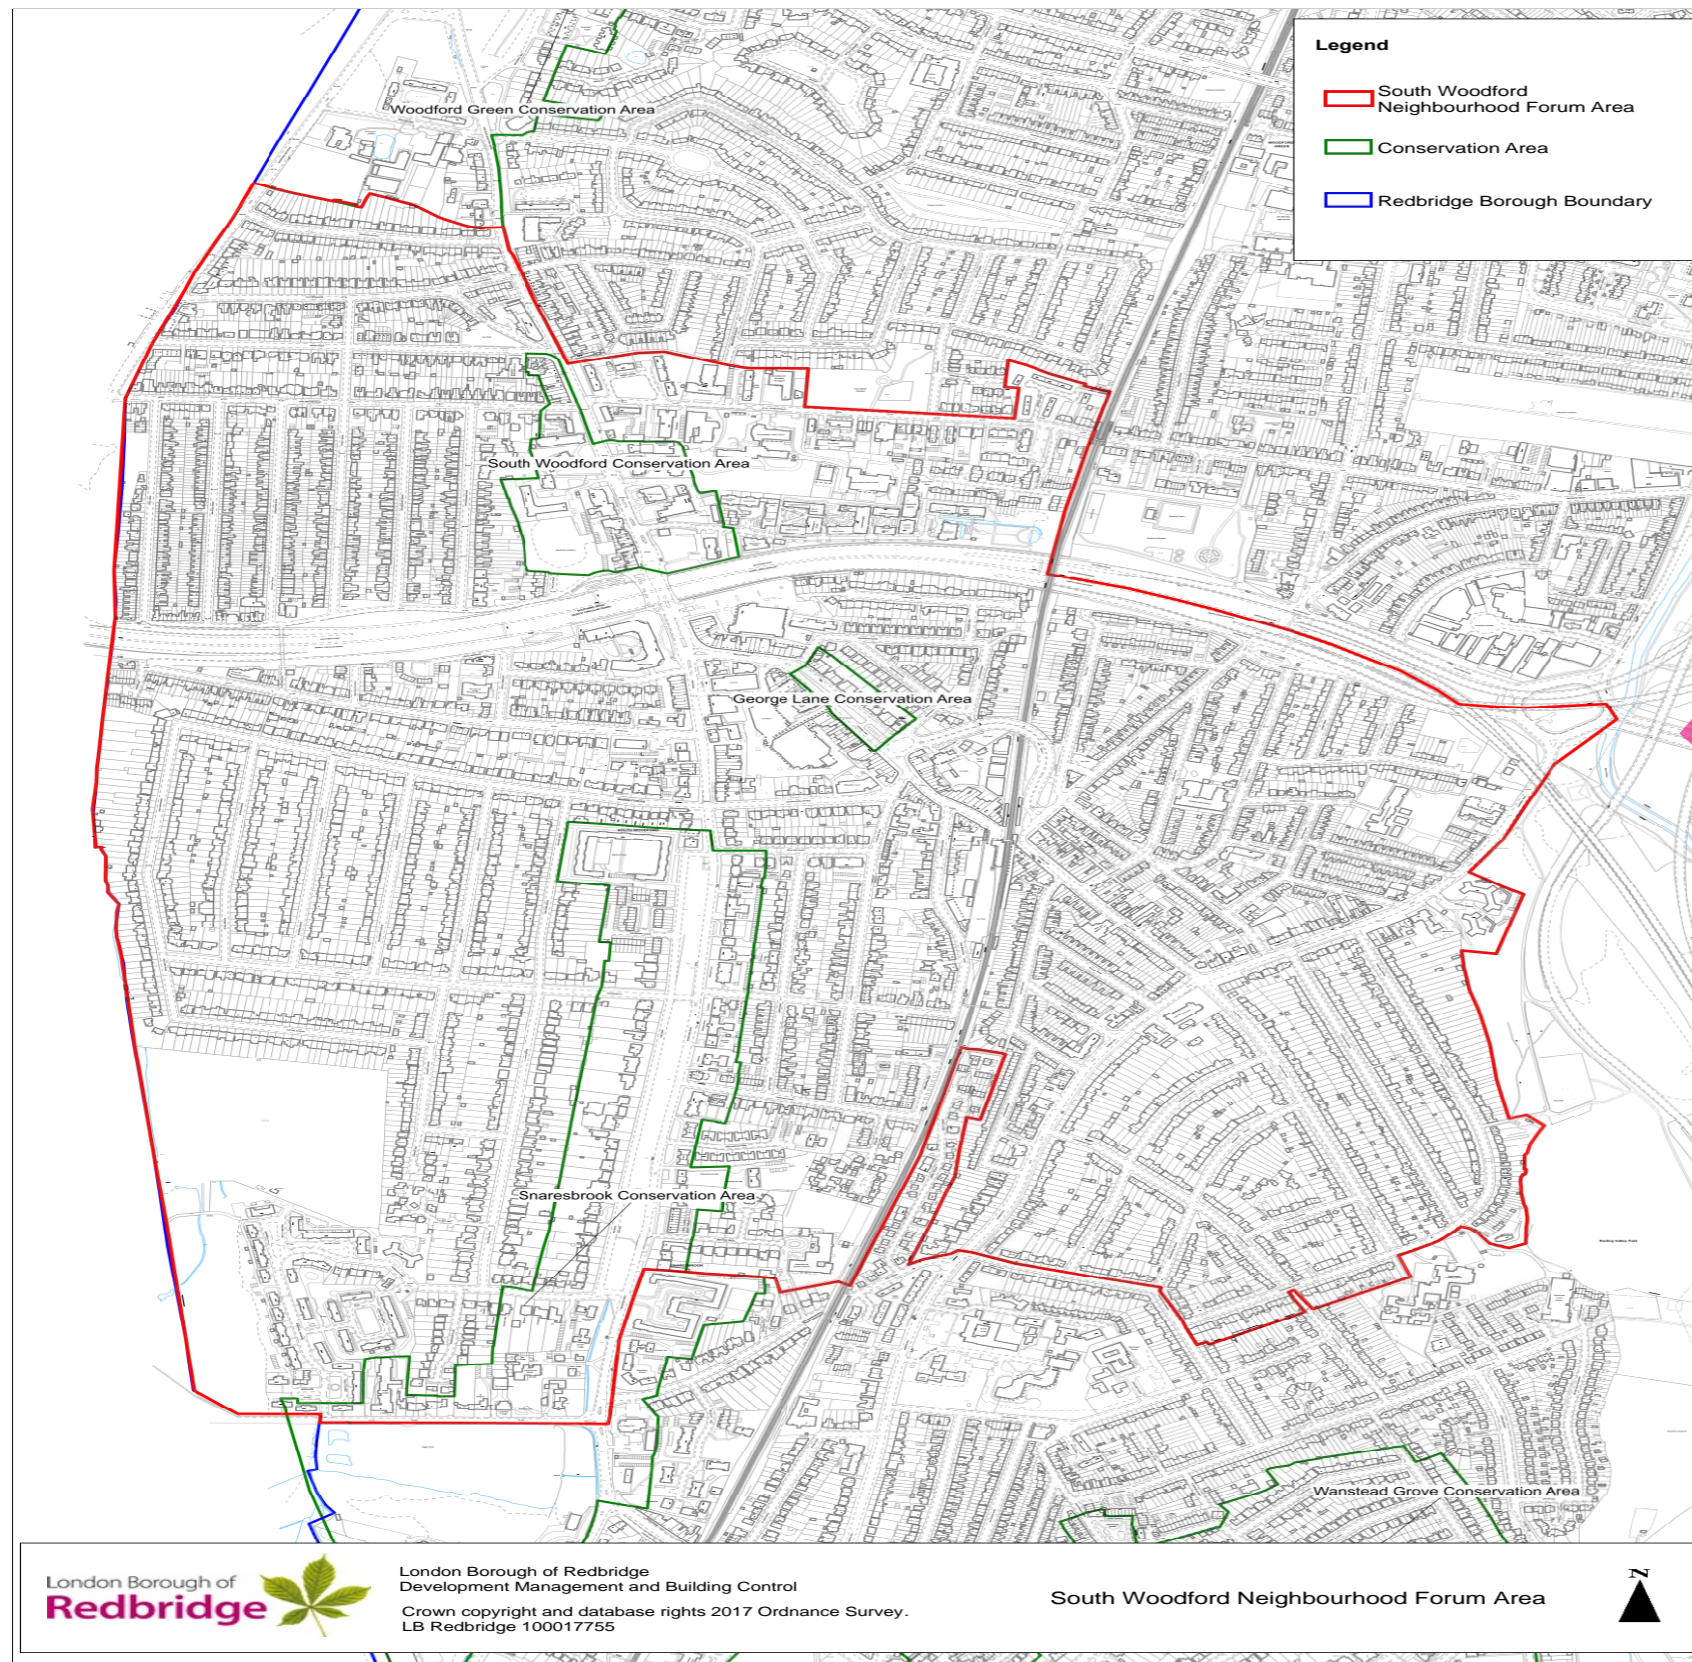 Legend
South Woodford
Neighbourhood Forum Area
Conservation Area
Redbridge Borough Boundary
Woodford Green Conservation Area
South Woodford Conservation Area
George Lane Conservation Area
Snaresbrook Conservation Area
Wanstead Grove Conservation Area
London Borough of
Redbridge
London Borough of Redbridge
Development Management and Building Control
Crown copyright and database rights 2017 Ordnance Survey.
LB Redbridge 100017755
South Woodford Neighbourhood Forum Area
N